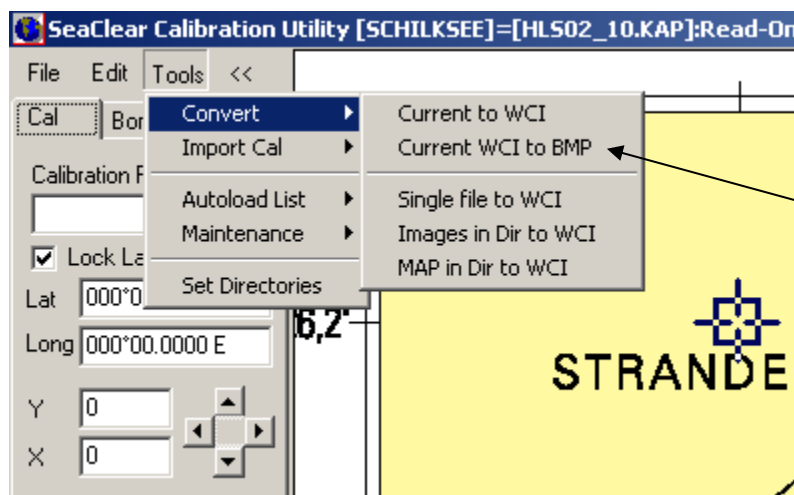 SeaClear Calibration Utility [SCHILKSEE]=[HLS02_10.KAP]:Read-On
File Edit Tools <<
Cal Bor
Convert
Import Cal
Autoload List
Maintenance
Set Directories
Current to WCI
Current WCI to BMP
Single file to WCI
Images in Dir to WCI
MAP in Dir to WCI
Calibration F
Lock La
Lat 000°0
Long 000°00.0000 E
Y 0
X 0
6,2'
STRANDE